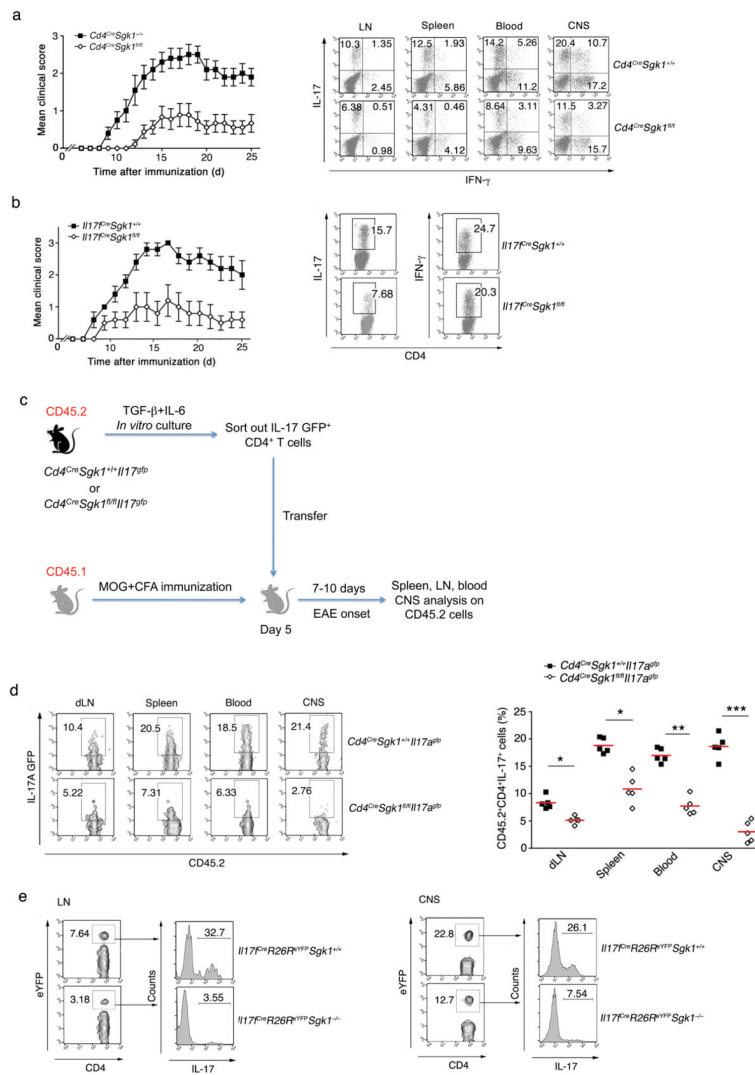 a
Cd4CreSgk1+/+
Cd4CreSgk1fl/fl
Mean clinical score
3
2
1
0
10
15
20
25
Time after immunization (d)
LN
Spleen
Blood
CNS
10.3
1.35
2.45
12.5
1.93
5.86
14.2
5.26
11.2
20.4
10.7
17.2
Cd4CreSgk1+/+
IL-17
6.38
0.51
0.98
4.31
0.46
4.12
8.64
3.11
9.63
11.5
3.27
15.7
Cd4CreSgk1fl/fl
IFN-γ
b
Il17fCreSgk1+/+
Il17fCreSgk1fl/fl
Mean clinical score
3
2
1
0
5
10
15
20
25
Time after immunization (d)
IL-17
15.7
7.68
IFN-γ
24.7
20.3
Il17fCreSgk1+/+
Il17fCreSgk1fl/fl
CD4
c
CD45.2
TGF-β+IL-6
In vitro culture
Sort out IL-17 GFP+
CD4+ T cells
Cd4CreSgk1+/+Il17gfp
or
Cd4CreSgk1fl/flIl17gfp
Transfer
CD45.1
MOG+CFA immunization
Day 5
7-10 days
EAE onset
Spleen, LN, blood
CNS analysis on
CD45.2 cells
d
dLN
Spleen
Blood
CNS
10.4
20.5
18.5
21.4
Cd4CreSgk1+/+Il17agfp
IL-17A GFP
5.22
7.31
6.33
2.76
Cd4CreSgk1fl/flIl17agfp
CD45.2
Cd4CreSgk1+/+Il17agfp
Cd4CreSgk1fl/flIl17agfp
CD45.2+CD4+IL-17+ cells (%)
25
20
15
10
5
0
*
*
**
***
dLN
Spleen
Blood
CNS
e
LN
eYFP
7.64
3.18
CD4
Counts
32.7
3.55
IL-17
Il17fCreR26ReYFPSgk1+/+
Il17fCreR26ReYFPSgk1–/–
CNS
eYFP
22.8
12.7
CD4
Counts
26.1
7.54
IL-17
Il17fCreR26ReYFPSgk1+/+
Il17fCreR26ReYFPSgk1–/–